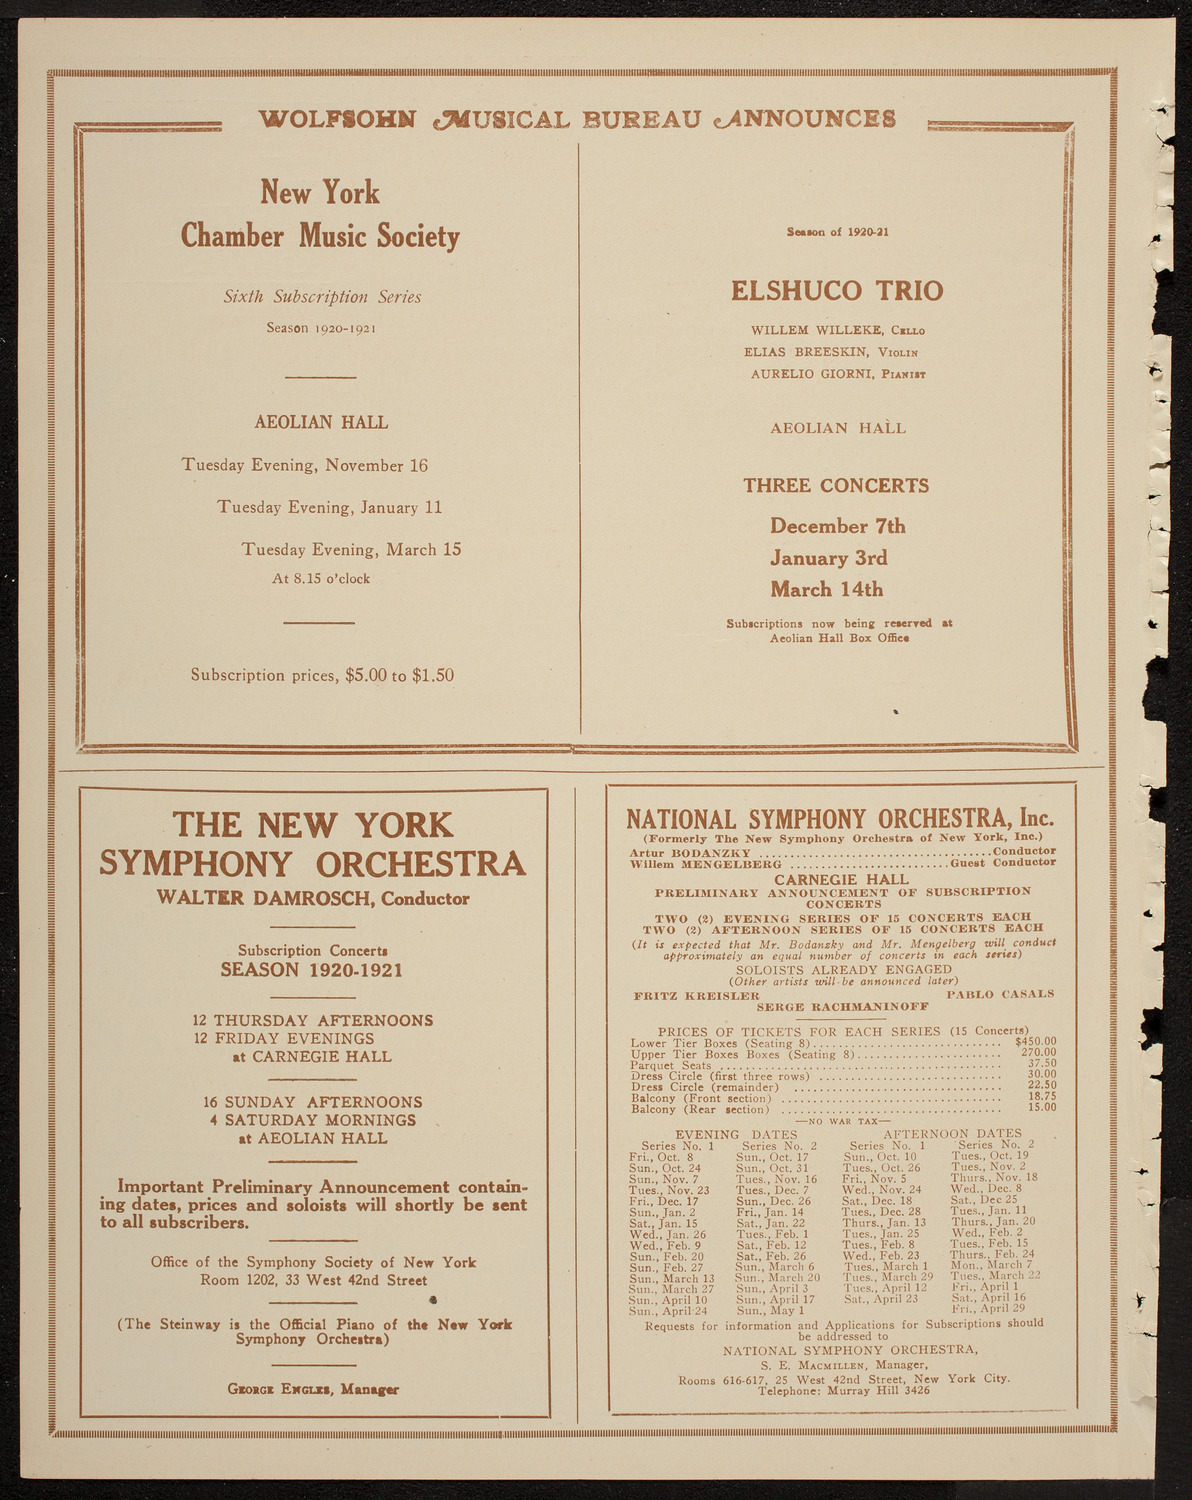 WOLFSOHN MUSICAL BUREAU ANNOUNCES
New York
Chamber Music Society
Sixth Subscription Series
Season 1920-1921
AEOLIAN HALL
Tuesday Evening, November 16
Tuesday Evening, January 11
Tuesday Evening, March 15
At 8.15 o'clock
Subscription prices, $5.00 to $1.50
Season of 1920-21
ELSHUCO TRIO
WILLEM WILLEKE, CELLO
ELIAS BREESKIN, VIOLIN
AURELIO GIORNI, PIANIST
AEOLIAN HALL
THREE CONCERTS
December 7th
January 3rd
March 14th
Subscriptions now being reserved at
Aeolian Hall Box Office
THE NEW YORK
SYMPHONY ORCHESTRA
WALTER DAMROSCH, Conductor
Subscription Concerts
SEASON 1920-1921
12 THURSDAY AFTERNOONS
12 FRIDAY EVENINGS
at CARNEGIE HALL
16 SUNDAY AFTERNOONS
4 SATURDAY MORNINGS
at AEOLIAN HALL
Important Preliminary Announcement contain-
ing dates, prices and soloists will shortly be sent
to all subscribers.
Office of the Symphony Society of New York
Room 1202, 33 West 42nd Street
(The Steinway is the Official Piano of the New York
Symphony Orchestra)
GEORGE ENGLES, Manager
NATIONAL SYMPHONY ORCHESTRA, Inc.
(Formerly The New Symphony Orchestra of New York, Inc.)
Artur BODANZKY ......................................Conductor
Willem MENGELBERG ..........................Guest Conductor
CARNEGIE HALL
PRELIMINARY ANNOUNCEMENT OF SUBSCRIPTION
CONCERTS
TWO (2) EVENING SERIES OF 15 CONCERTS EACH
TWO (2) AFTERNOON SERIES OF 15 CONCERTS EACH
(It is expected that Mr. Bodanzky and Mr. Mengelberg will conduct
approximately an equal number of concerts in each series)
SOLOISTS ALREADY ENGAGED
(Other artists will be announced later)
FRITZ KREISLER PABLO CASALS
SERGE RACHMANINOFF
PRICES OF TICKETS FOR EACH SERIES (15 Concerts)
Lower Tier Boxes (Seating 8)............................... $450.00
Upper Tier Boxes Boxes (Seating 8)........................ 270.00
Parquet Seats .............................................. 37.50
Dress Circle (first three rows) .............................. 30.00
Dress Circle (remainder) .................................. 22.50
Balcony (Front section) .................................... 18.75
Balcony (Rear section) .................................... 15.00
—NO WAR TAX—
EVENING DATES AFTERNOON DATES
Series No. 1 Series No. 2 Series No. 1 Series No. 2
Fri., Oct. 8 Sun., Oct. 17 Sun., Oct. 10 Tues., Oct. 19
Sun., Oct. 24 Sun., Oct. 31 Tues., Oct. 26 Tues., Nov. 2
Sun., Nov. 7 Tues., Nov. 16 Fri., Nov. 5 Thurs., Nov. 18
Tues., Nov. 23 Tues., Dec. 7 Wed., Nov. 24 Wed., Dec. 8
Fri., Dec. 17 Sun., Dec. 26 Sat., Dec. 18 Sat., Dec 25
Sun., Jan. 2 Fri., Jan. 14 Tues., Dec. 28 Tues., Jan. 11
Sat., Jan. 15 Sat., Jan. 22 Thurs., Jan. 13 Thurs., Jan. 20
Wed., Jan. 26 Tues., Feb. 1 Tues., Jan. 25 Wed., Feb. 2
Wed., Feb. 9 Sat., Feb. 12 Tues., Feb. 8 Tues., Feb. 15
Sun., Feb. 20 Sat., Feb. 26 Wed., Feb. 23 Thurs., Feb. 24
Sun., Feb. 27 Sun., March 6 Tues., March 1 Mon., March 7
Sun., March 13 Sun., March 20 Tues., March 29 Tues., March 22
Sun., March 27 Sun., April 3 Tues., April 12 Fri., April 1
Sun., April 10 Sun., April 17 Sat., April 23 Sat., April 16
Sun., April 24 Sun., May 1 Fri., April 29
Requests for information and Applications for Subscriptions should
be addressed to
NATIONAL SYMPHONY ORCHESTRA,
S. E. MACMILLEN, Manager,
Rooms 616-617, 25 West 42nd Street, New York City.
Telephone: Murray Hill 3426